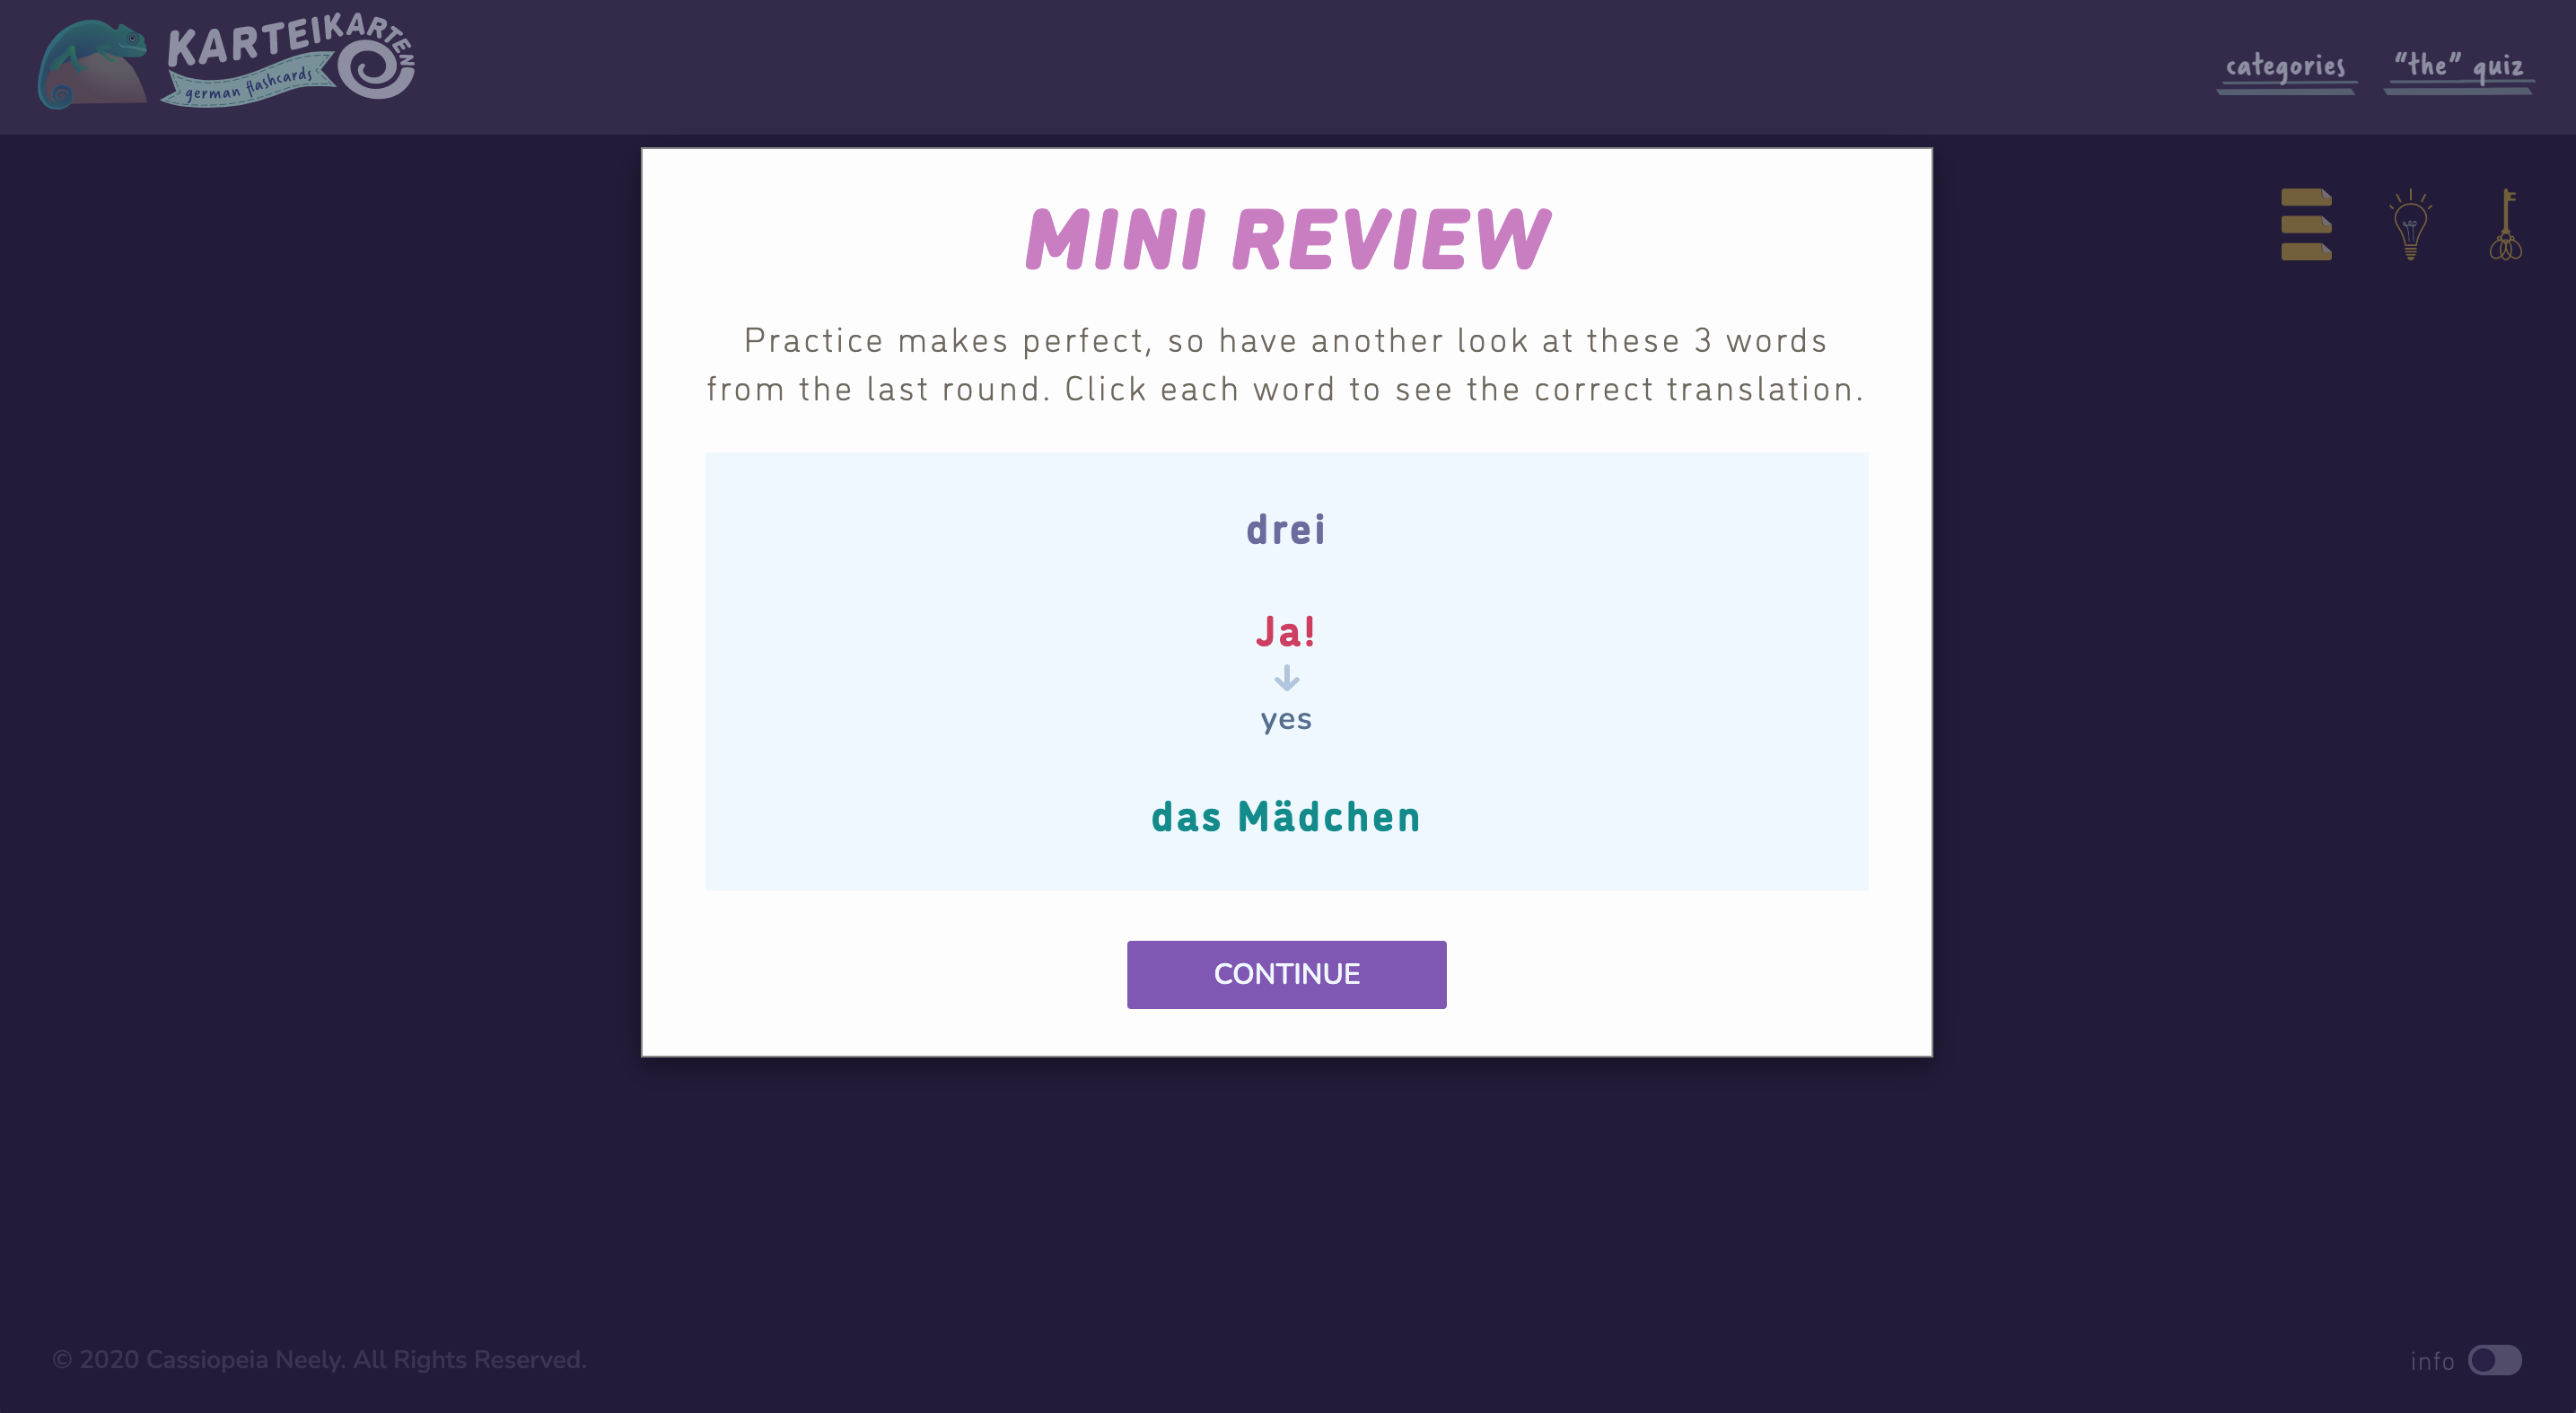 KARTEIKARTEN
german flashcards
categories
"the" quiz
MINI REVIEW
Practice makes perfect, so have another look at these 3 words
from the last round. Click each word to see the correct translation.
drei
Ja!
yes
das Mädchen
CONTINUE
© 2020 Cassiopeia Neely. All Rights Reserved.
info